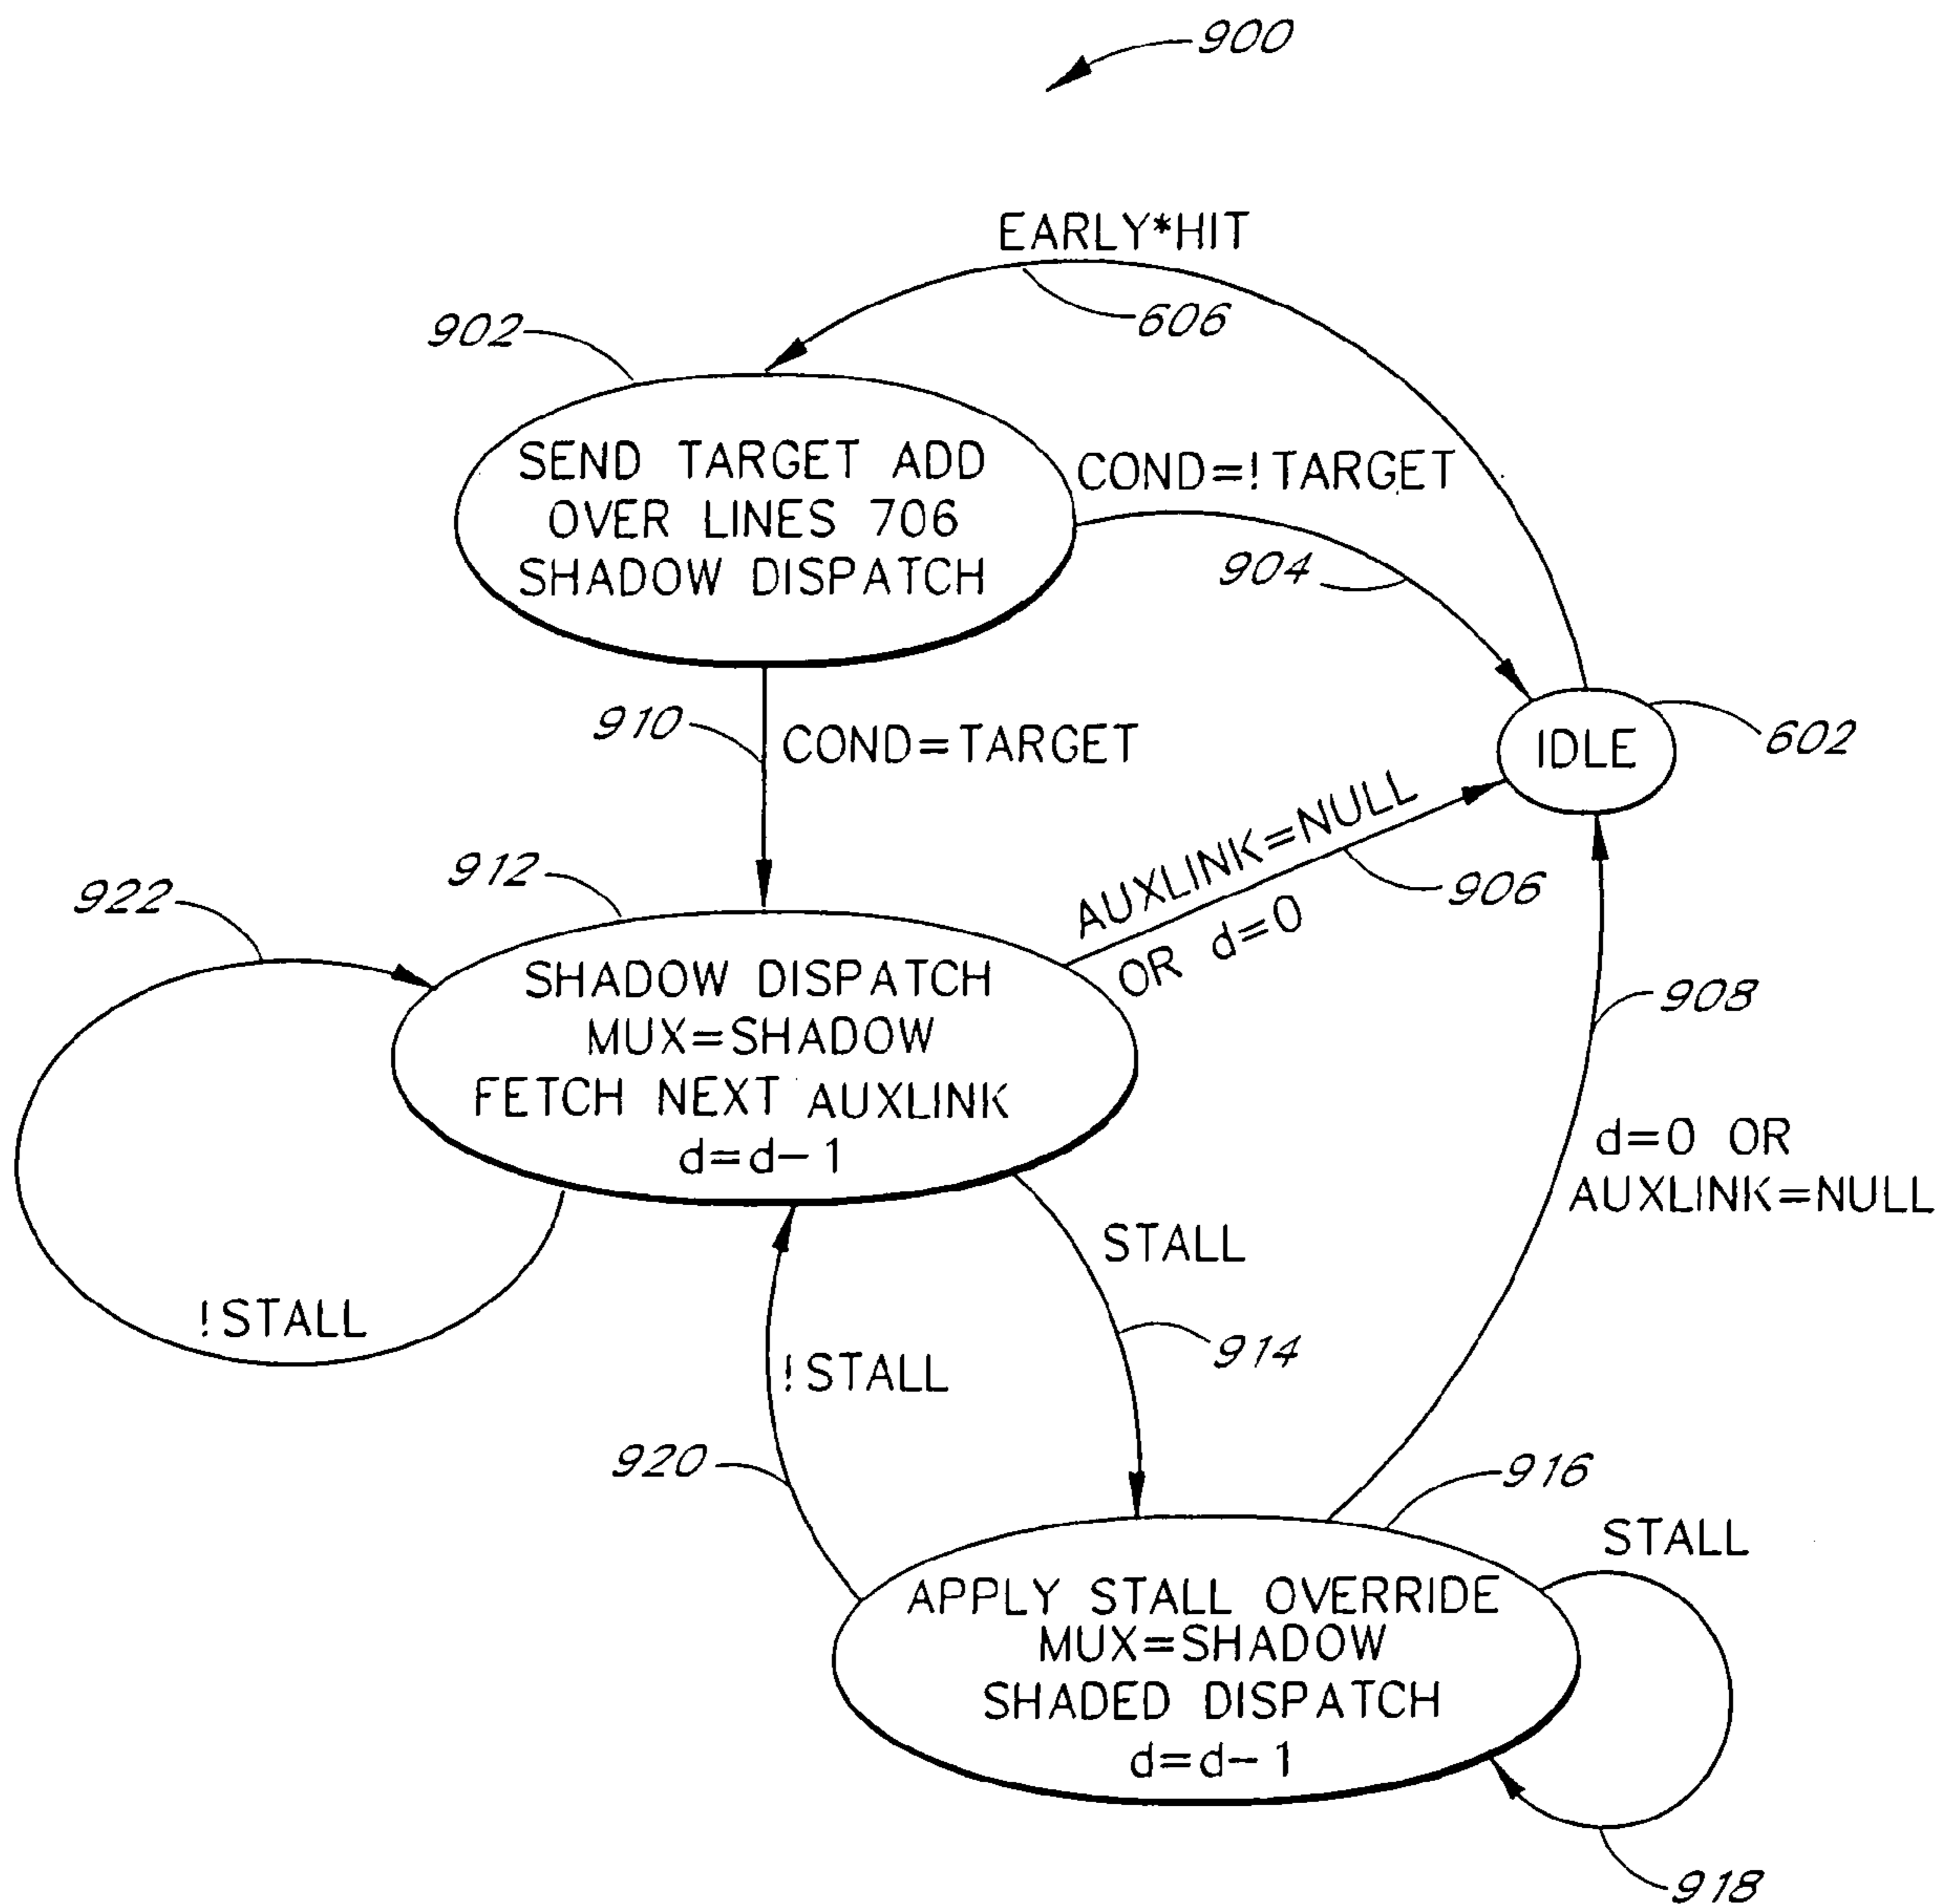 900
EARLY*HIT
606
902
SEND TARGET ADD
OVER LINES 706
SHADOW DISPATCH
COND=!TARGET
904
910
COND=TARGET
IDLE
602
AUXLINK=NULL
OR d=0
906
912
922
SHADOW DISPATCH
MUX=SHADOW
FETCH NEXT AUXLINK
d=d-1
908
d=0 OR
AUXLINK=NULL
STALL
914
!STALL
!STALL
920
916
STALL
APPLY STALL OVERRIDE
MUX=SHADOW
SHADED DISPATCH
d=d-1
918